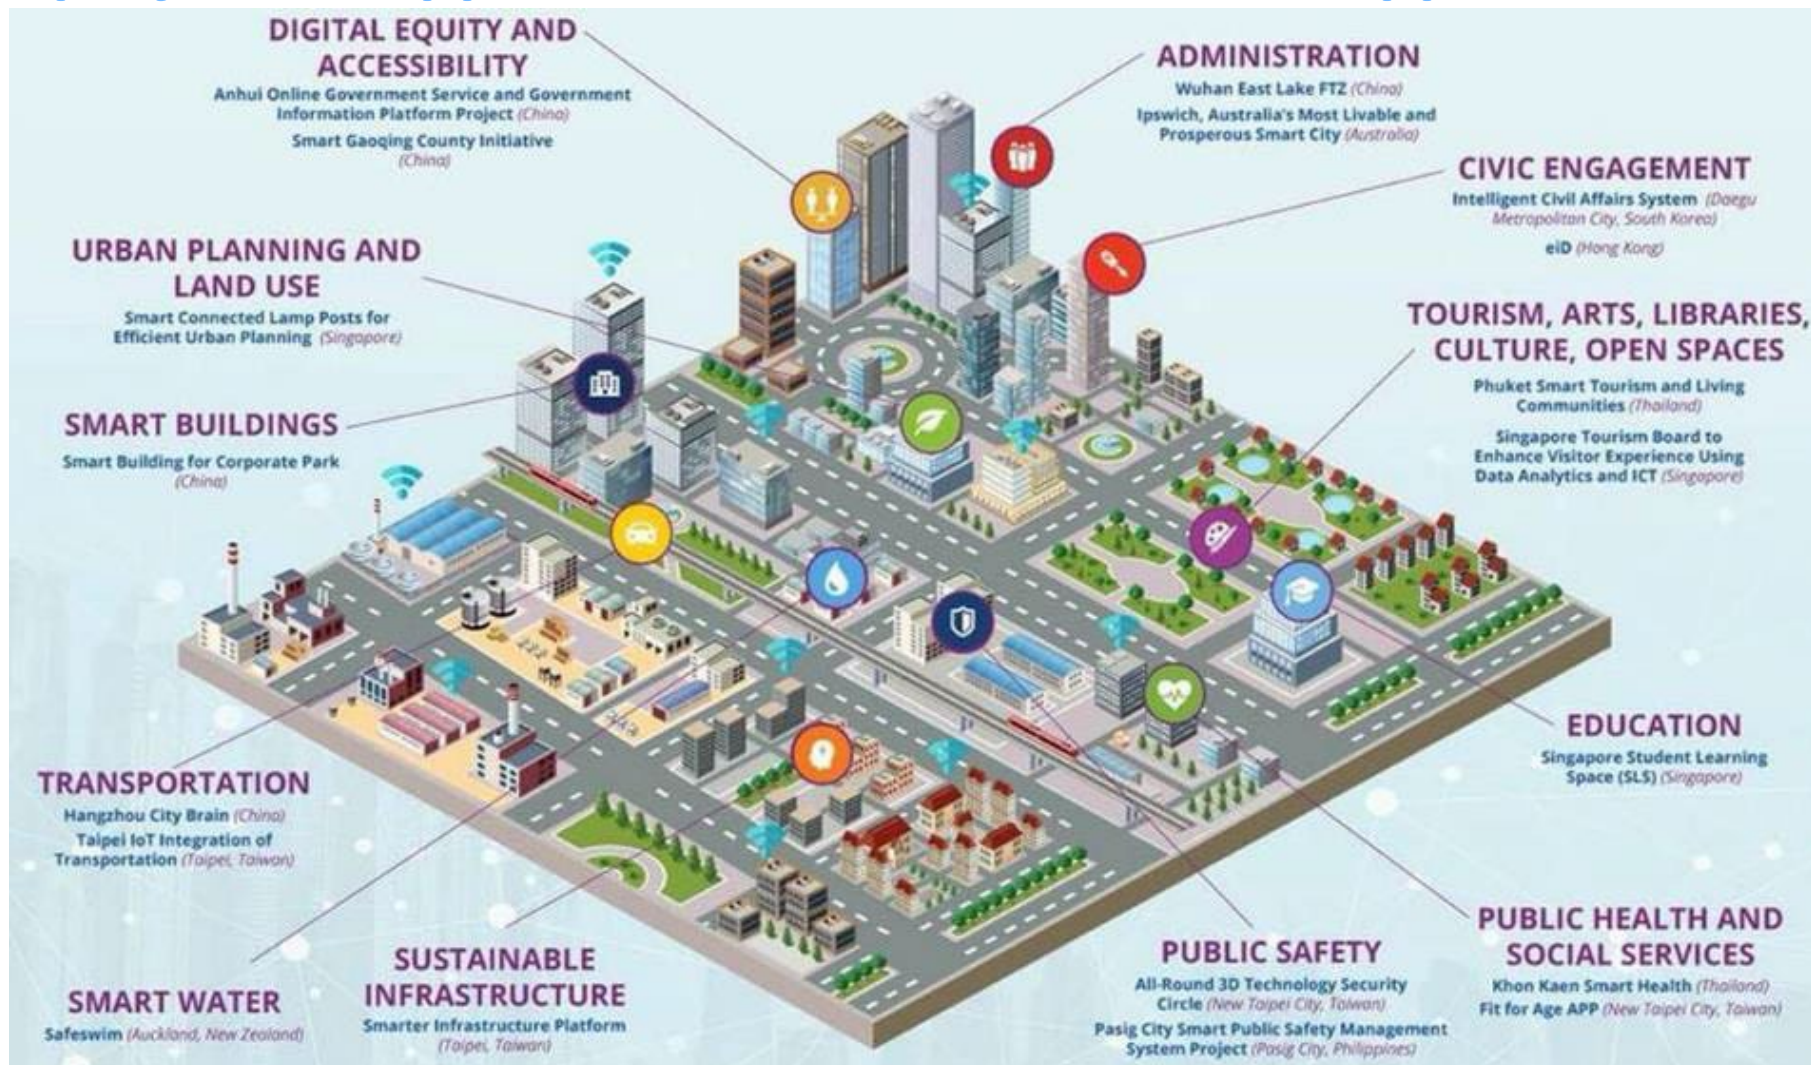 DIGITAL EQUITY AND
ACCESSIBILITY
Anhui Online Government Service and Government
Information Platform Project (China)
Smart Gaoqing County Initiative
(China)
ADMINISTRATION
Wuhan East Lake FTZ (China)
Ipswich, Australia's Most Livable and
Prosperous Smart City (Australia)
CIVIC ENGAGEMENT
Intelligent Civil Affairs System (Daegu
Metropolitan City, South Korea)
eiD (Hong Kong)
URBAN PLANNING AND
LAND USE
Smart Connected Lamp Posts for
Efficient Urban Planning (Singapore)
TOURISM, ARTS, LIBRARIES,
CULTURE, OPEN SPACES
Phuket Smart Tourism and Living
Communities (Thailand)
Singapore Tourism Board to
Enhance Visitor Experience Using
Data Analytics and ICT (Singapore)
SMART BUILDINGS
Smart Building for Corporate Park
(China)
EDUCATION
Singapore Student Learning
Space (SLS) (Singapore)
TRANSPORTATION
Hangzhou City Brain (China)
Taipei IoT Integration of
Transportation (Taipei, Taiwan)
SMART WATER
Safeswim (Auckland, New Zealand)
SUSTAINABLE
INFRASTRUCTURE
Smarter Infrastructure Platform
(Taipei, Taiwan)
PUBLIC SAFETY
All-Round 3D Technology Security
Circle (New Taipei City, Taiwan)
Pasig City Smart Public Safety Management
System Project (Pasig City, Philippines)
PUBLIC HEALTH AND
SOCIAL SERVICES
Khon Kaen Smart Health (Thailand)
Fit for Age APP (New Taipei City, Taiwan)